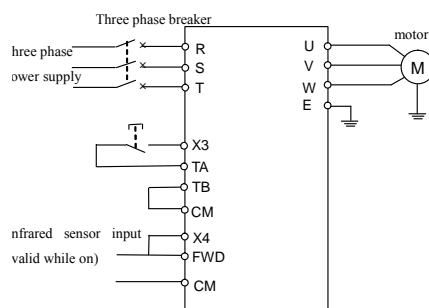 Three phase breaker
hree phase
ower supply
R
S
T
U
V
W
E
motor
M
X3
TA
TB
CM
nfrared sensor input
valid while on)
X4
FWD
CM